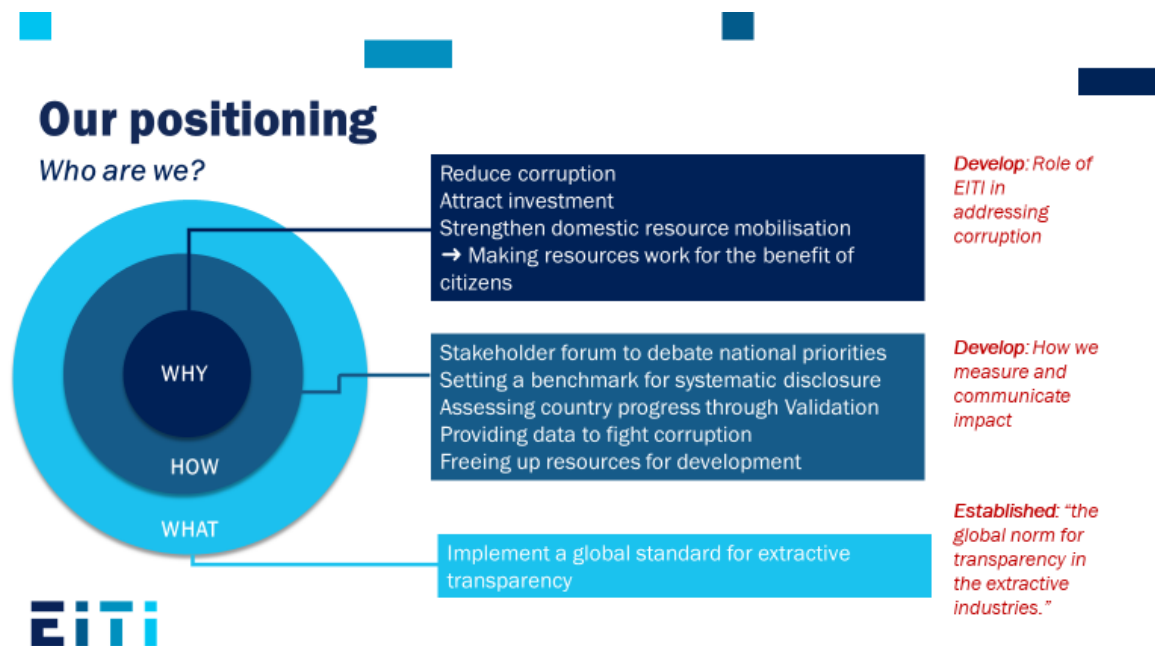 Our positioning
Who are we?
Reduce corruption
Attract investment
Strengthen domestic resource mobilisation
➔ Making resources work for the benefit of
citizens
Develop: Role of
EITI in
addressing
corruption
WHY
HOW
WHAT
Stakeholder forum to debate national priorities
Setting a benchmark for systematic disclosure
Assessing country progress through Validation
Providing data to fight corruption
Freeing up resources for development
Develop: How we
measure and
communicate
impact
Implement a global standard for extractive
transparency
Established: “the
global norm for
transparency in
the extractive
industries.”
EiTi